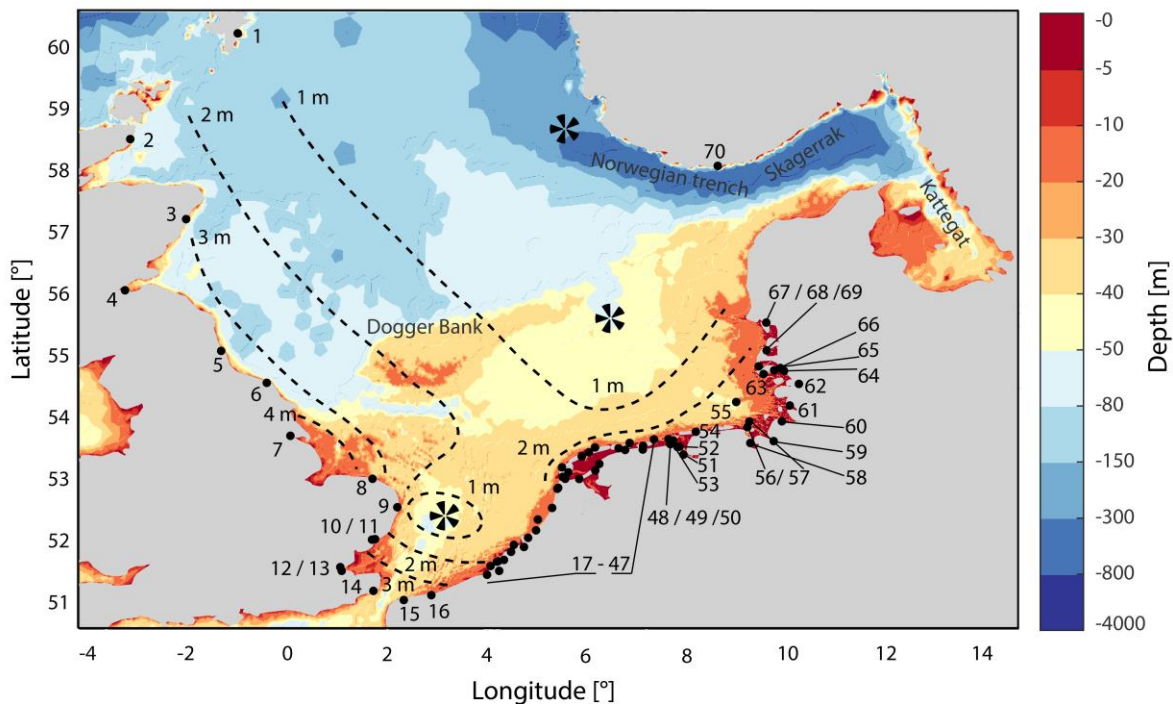 60
59
58
57
56
55
54
53
52
51
Latitude [°]
-4
-2
0
2
4
6
8
10
12
14
Longitude [°]
1
2
2 m
1 m
3
3 m
4
5
6
4 m
7
8
9
10 / 11
12 / 13
14
15
16
1 m
2 m
3 m
17 - 47
2 m
1 m
Dogger Bank
Norwegian trench
Skagerrak
Kattegat
70
67 / 68 / 69
66
65
64
63
62
61
60
59
58
56/ 57
55
54
52
51
53
48 / 49 /50
-0
-5
-10
-20
-30
-40
-50
-80
-150
-300
-800
-4000
Depth [m]